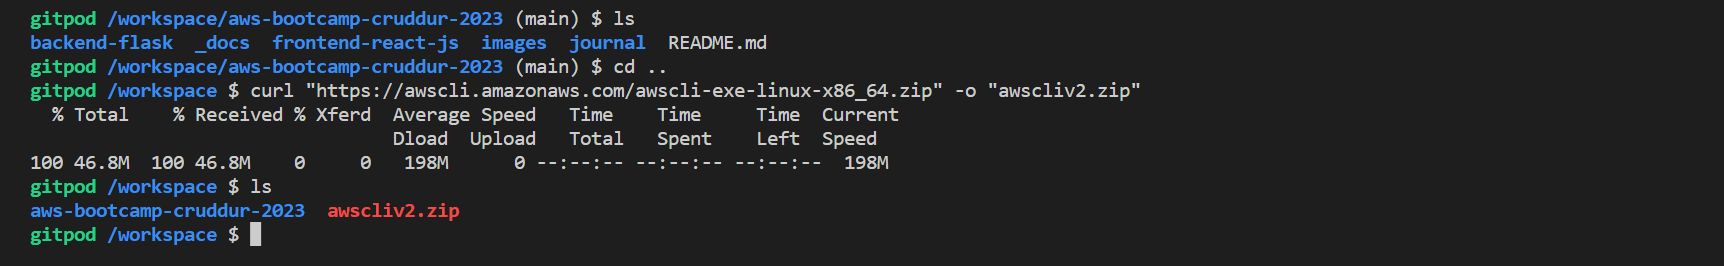 gitpod /workspace/aws-bootcamp-cruddur-2023 (main) $ ls
backend-flask  _docs  frontend-react-js  images  journal  README.md
gitpod /workspace/aws-bootcamp-cruddur-2023 (main) $ cd ..
gitpod /workspace $ curl "https://awscli.amazonaws.com/awscli-exe-linux-x86_64.zip" -o "awscliv2.zip"
  % Total    % Received % Xferd  Average Speed   Time    Time     Time  Current
                                 Dload  Upload   Total   Spent    Left  Speed
100 46.8M  100 46.8M    0     0   198M      0 --:--:-- --:--:-- --:--:--  198M
gitpod /workspace $ ls
aws-bootcamp-cruddur-2023  awscliv2.zip
gitpod /workspace $